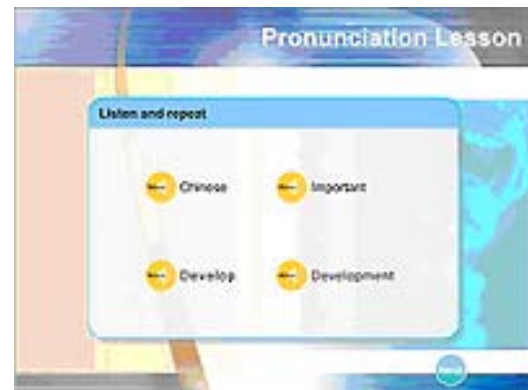 Pronunciation Lesson
Listen and repeat
Chinese Important
Develop Development